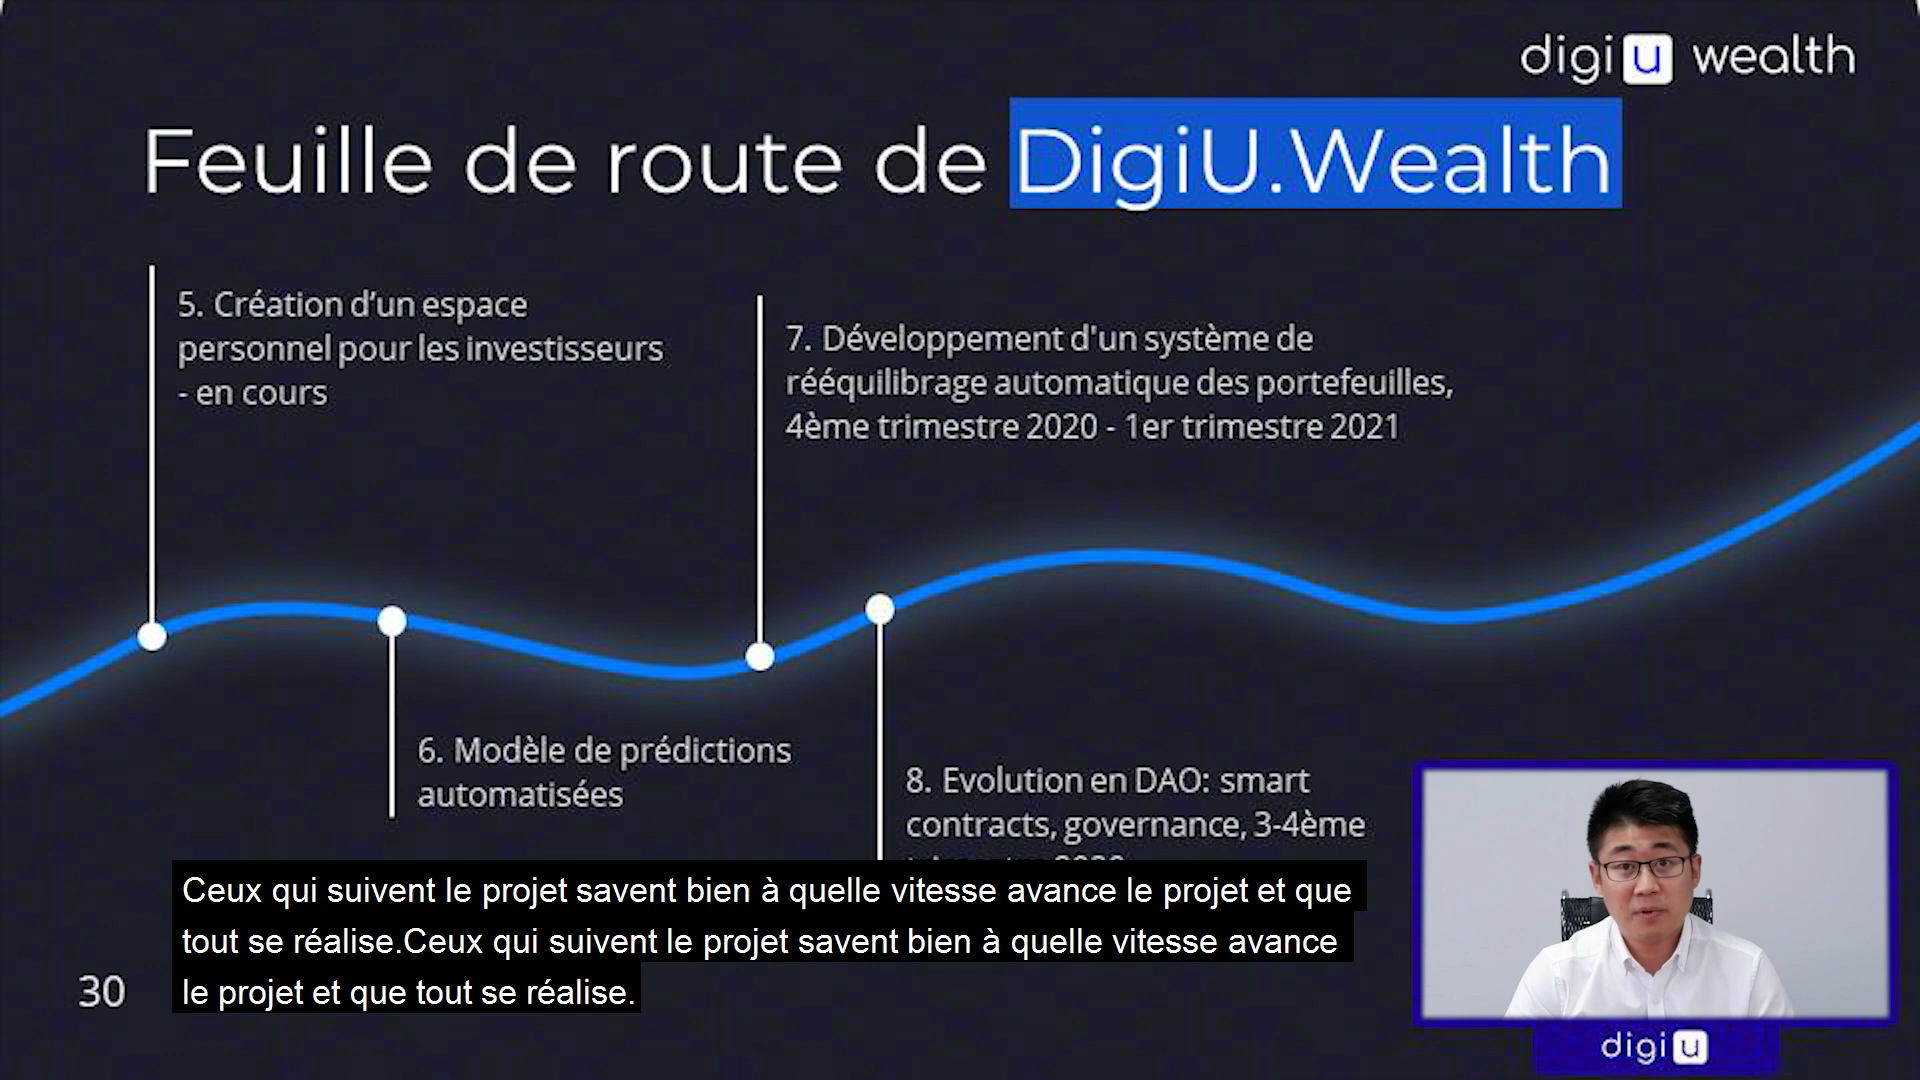 digi u wealth
Feuille de route de DigiU.Wealth
5. Création d’un espace
personnel pour les investisseurs
- en cours
7. Développement d'un système de
rééquilibrage automatique des portefeuilles,
4ème trimestre 2020 - 1er trimestre 2021
6. Modèle de prédictions
automatisées
8. Evolution en DAO: smart
contracts, governance, 3-4ème
Ceux qui suivent le projet savent bien à quelle vitesse avance le projet et que
tout se réalise.Ceux qui suivent le projet savent bien à quelle vitesse avance
le projet et que tout se réalise.
30
digi u